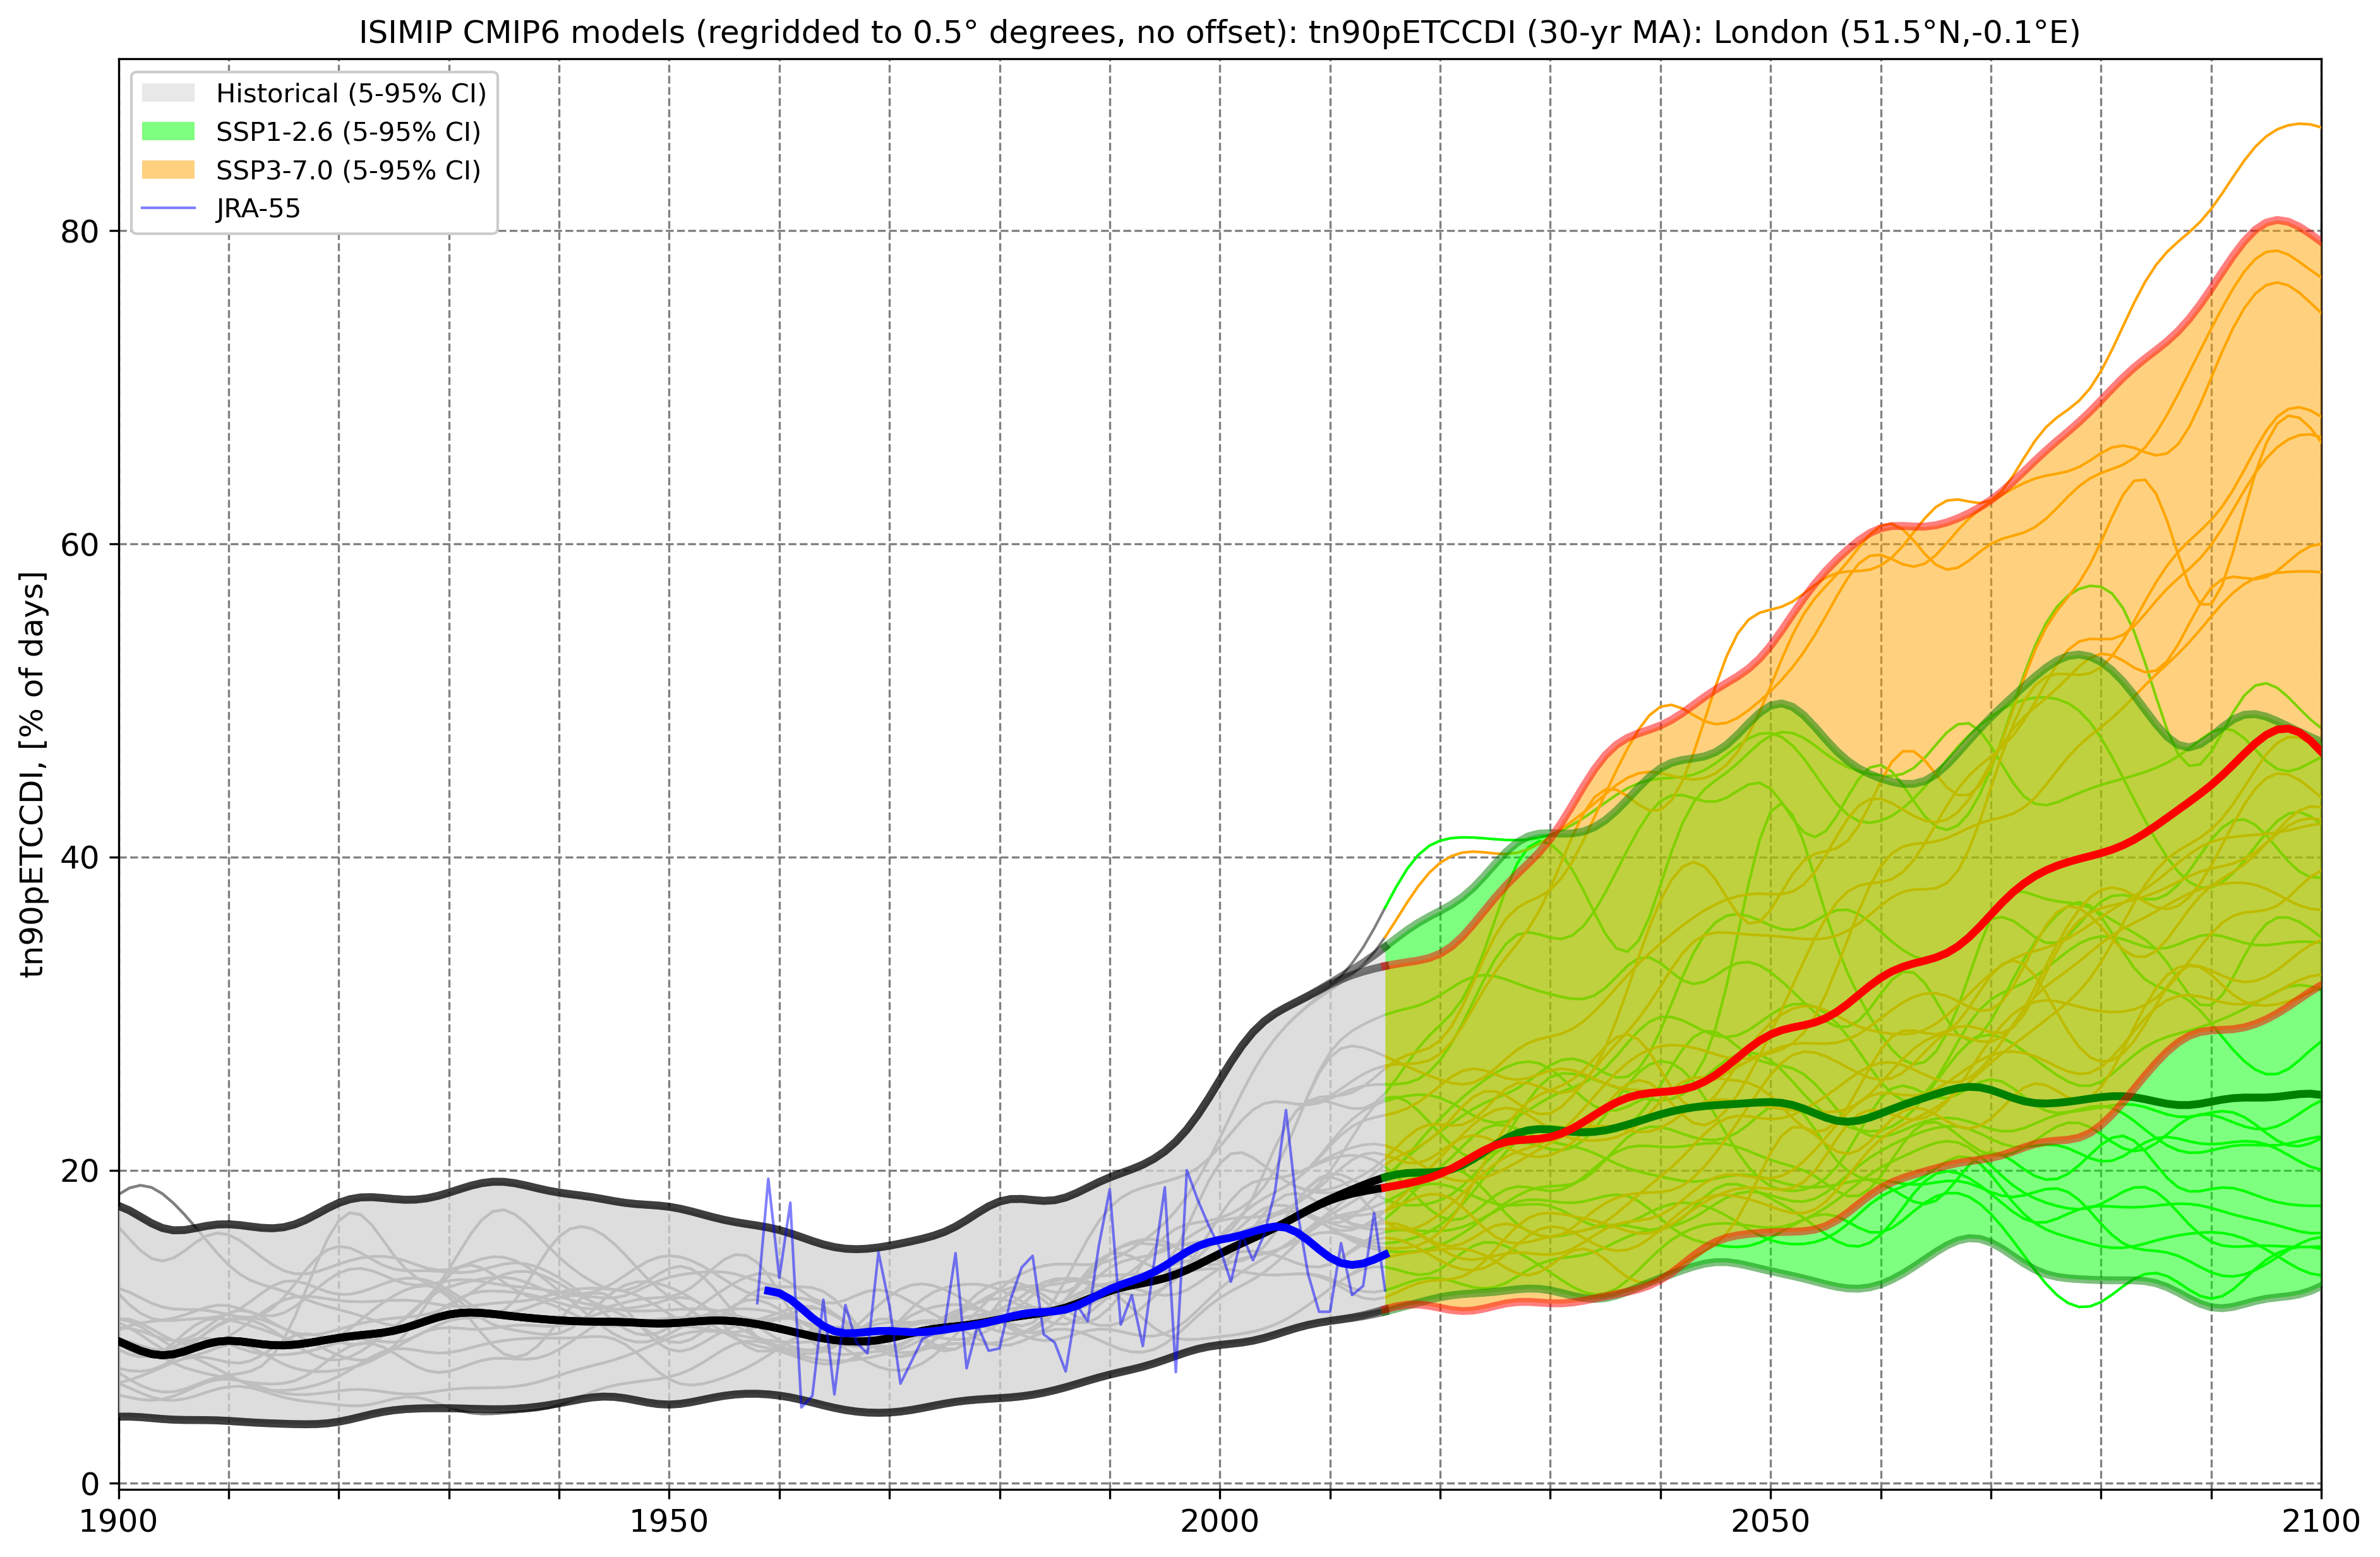 ISIMIP CMIP6 models (regridded to 0.5° degrees, no offset): tn90pETCCDI (30-yr MA): London (51.5°N,-0.1°E)
Historical (5-95% CI)
SSP1-2.6 (5-95% CI)
SSP3-7.0 (5-95% CI)
JRA-55
tn90pETCCDI, [% of days]
80
60
40
20
0
1900
1950
2000
2050
2100